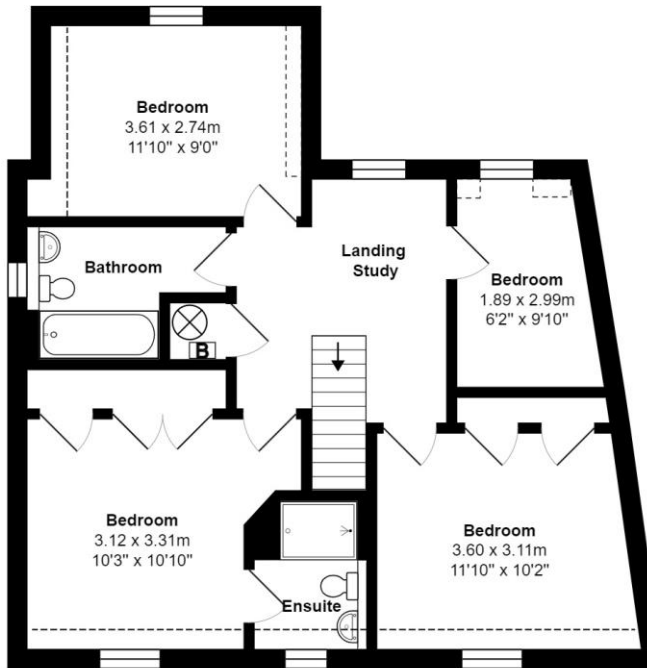 Bedroom
3.61 x 2.74m
11'10" x 9'0"
Bathroom
Landing
Study
Bedroom
1.89 x 2.99m
6'2" x 9'10"
B
Bedroom
3.12 x 3.31m
10'3" x 10'10"
Ensuite
Bedroom
3.60 x 3.11m
11'10" x 10'2"